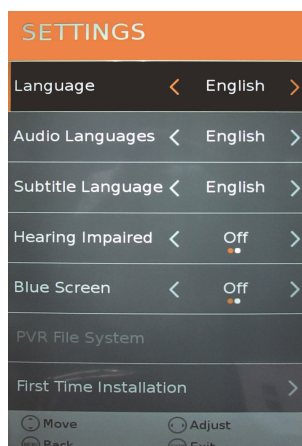 SETTINGS
Language < English >
Audio Languages < English >
Subtitle Language < English >
Hearing Impaired < Off >
Blue Screen < Off >
PVR File System
First Time Installation >
Move Adjust
MENU Back Exit